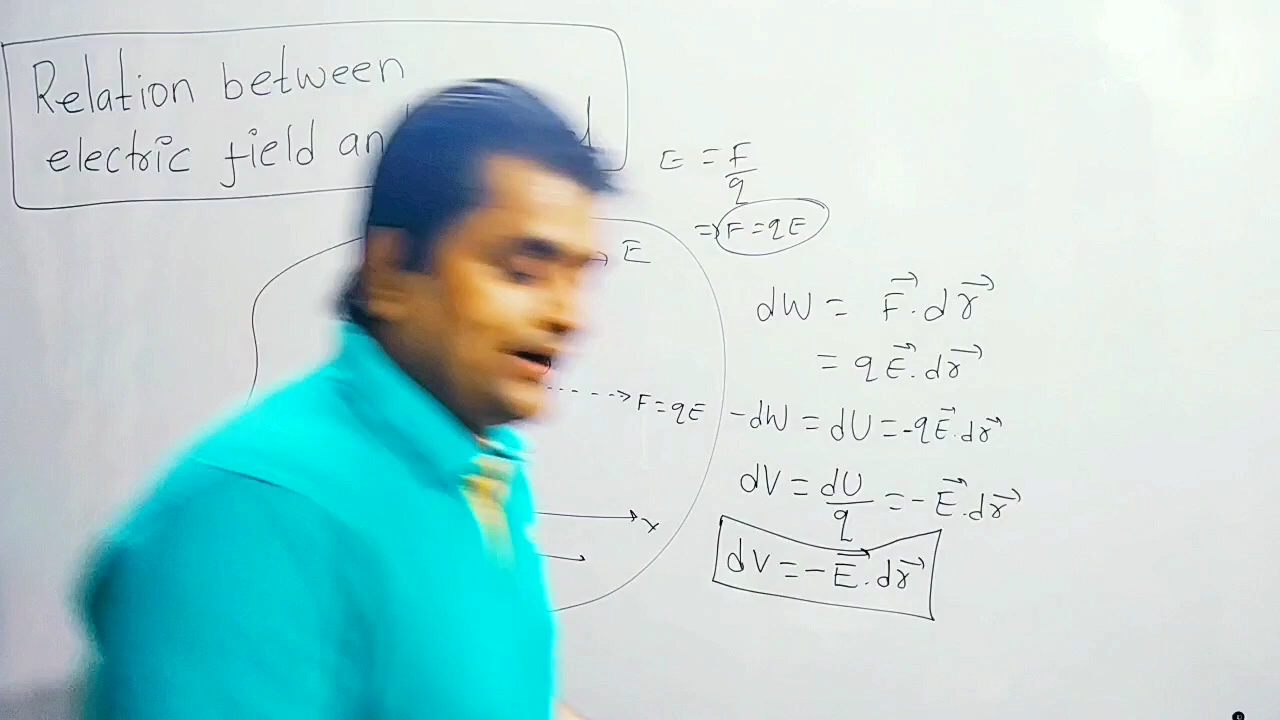 Relation between
electric field
E = F/q
⇒ F = qE
E
dW = F⃗ . dr⃗
= qE⃗ . dr⃗
F = qE
-dW = dU = -qE⃗ . dr⃗
dV = dU/q = -E⃗ . dr⃗
x
dV = -E⃗ . dr⃗